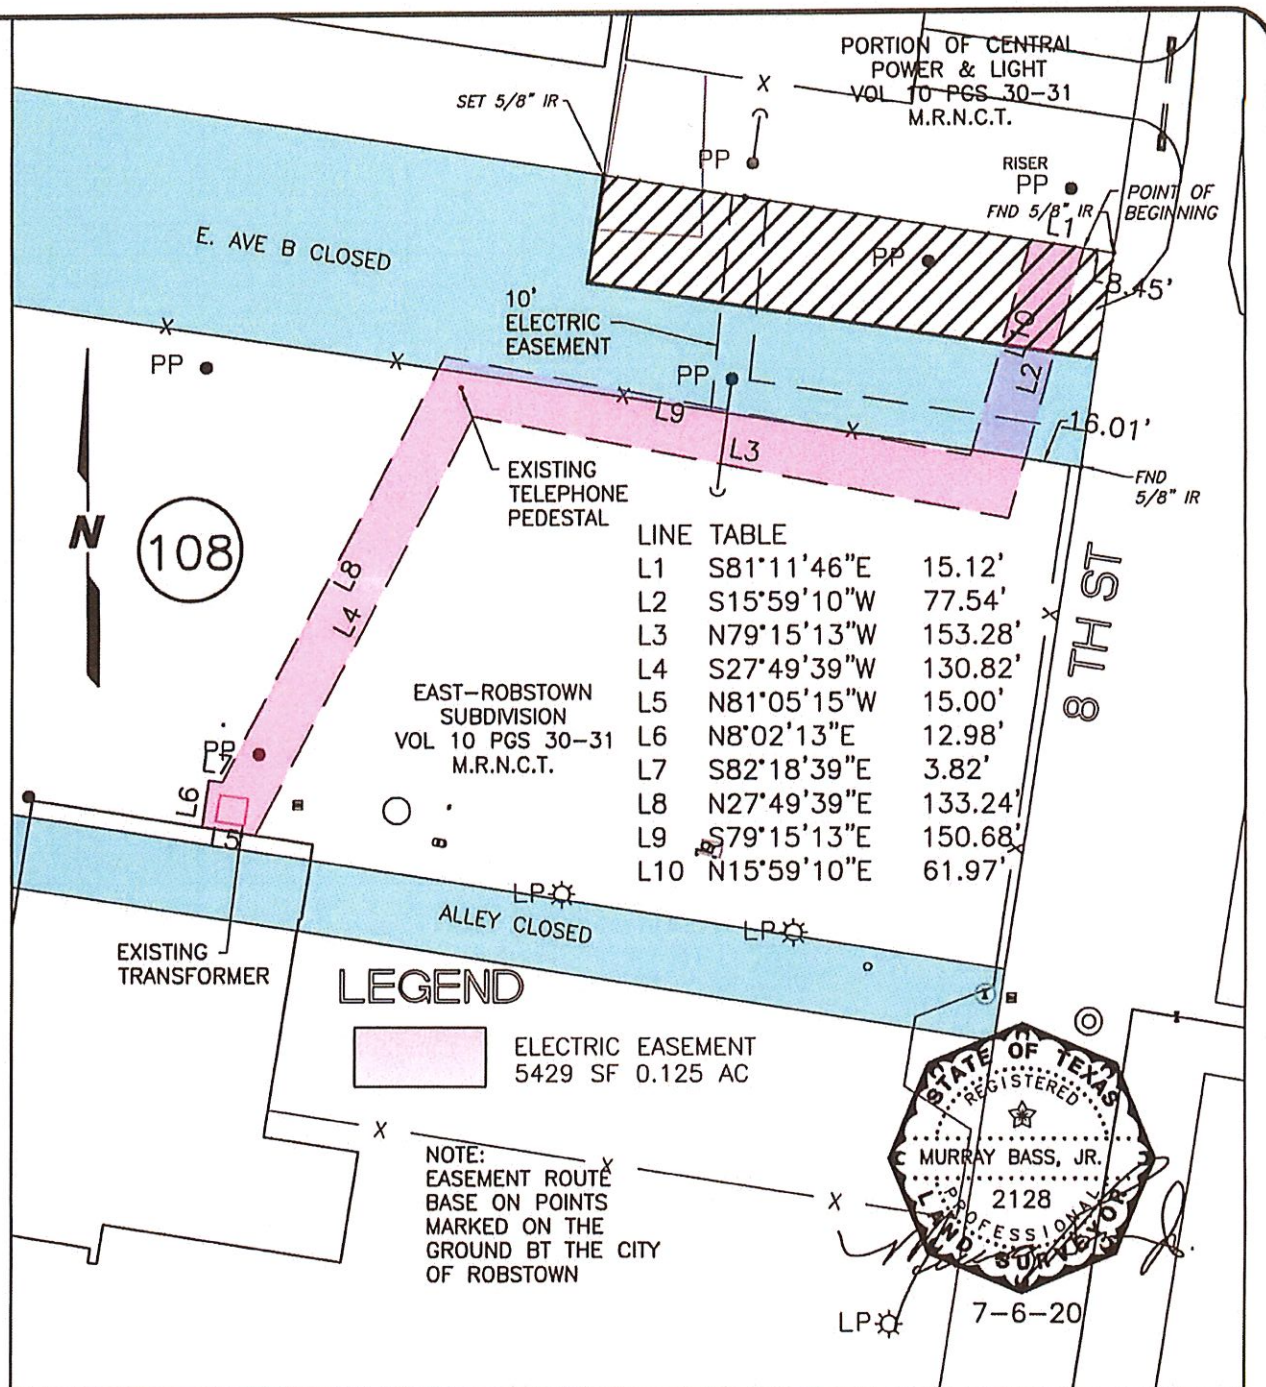 PORTION OF CENTRAL
POWER & LIGHT
VOL 10 PGS 30-31
M.R.N.C.T.
SET 5/8" IR
X
PP
RISER
PP
FND 5/8" IR
L1
POINT OF
BEGINNING
E. AVE B CLOSED
PP
8.45'
10'
ELECTRIC
EASEMENT
L10
L2
X
X
PP
PP
X
L9
X
16.01'
L3
FND
5/8" IR
EXISTING
TELEPHONE
PEDESTAL
N
108
L8
L4
LINE TABLE
L1 S81°11'46"E 15.12'
L2 S15°59'10"W 77.54'
L3 N79°15'13"W 153.28'
L4 S27°49'39"W 130.82'
L5 N81°05'15"W 15.00'
L6 N8°02'13"E 12.98'
L7 S82°18'39"E 3.82'
L8 N27°49'39"E 133.24'
L9 S79°15'13"E 150.68'
L10 N15°59'10"E 61.97'
X
8 TH ST
X
EAST-ROBSTOWN
SUBDIVISION
VOL 10 PGS 30-31
M.R.N.C.T.
PP
L7
L6
L5
LP
LP
ALLEY CLOSED
EXISTING
TRANSFORMER
LEGEND
ELECTRIC EASEMENT
5429 SF 0.125 AC
X
X
X
NOTE:
EASEMENT ROUTE
BASE ON POINTS
MARKED ON THE
GROUND BT THE CITY
OF ROBSTOWN
STATE OF TEXAS
REGISTERED
MURRAY BASS, JR.
2128
PROFESSIONAL
LAND SURVEYOR
7-6-20
LP